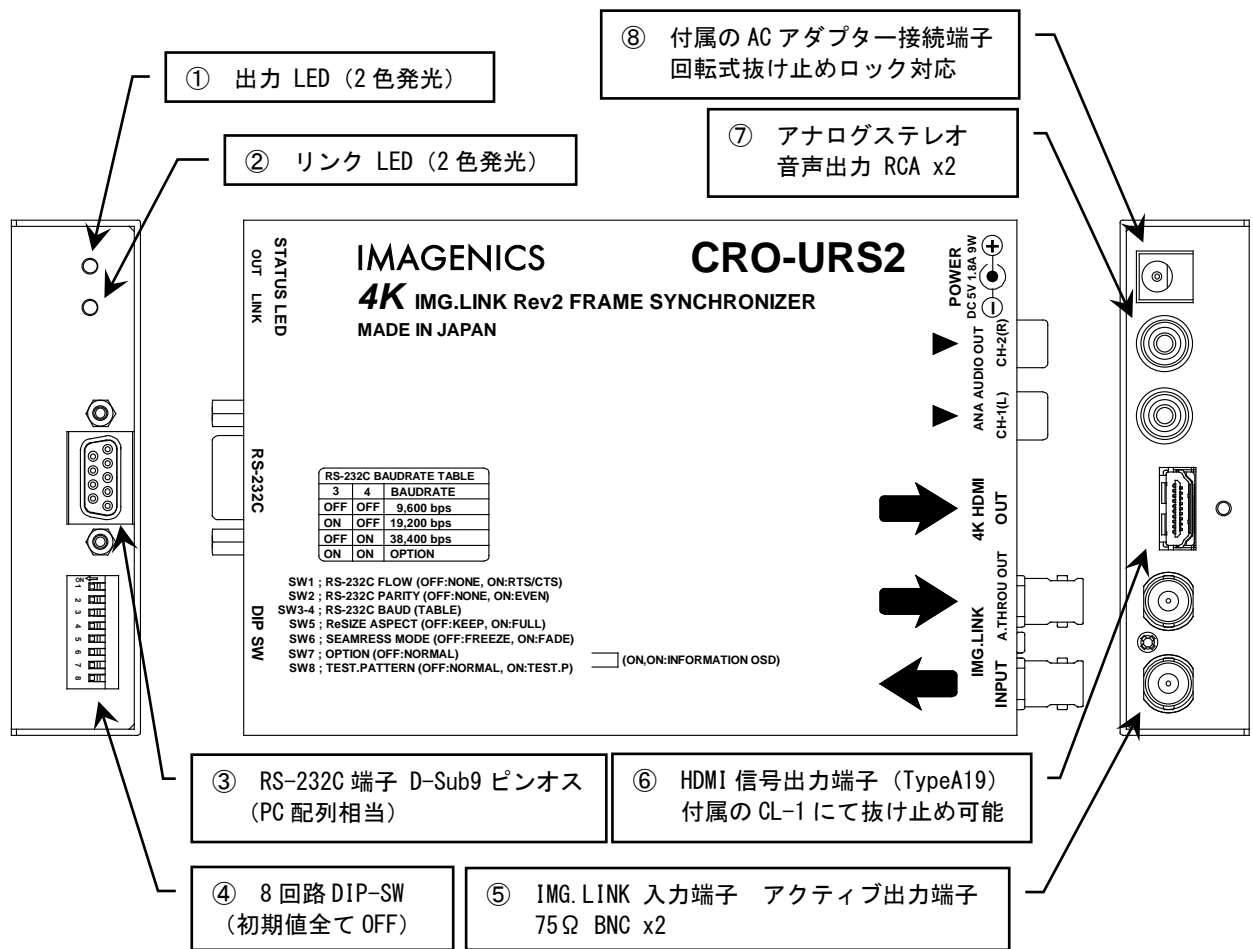 ① 出力 LED（2色発光）
② リンク LED（2色発光）
⑧ 付属の AC アダプター接続端子
回転式抜け止めロック対応
⑦ アナログステレオ
音声出力 RCA x2
STATUS LED
OUT LINK
IMAGENICS
CRO-URS2
4K IMG.LINK Rev2 FRAME SYNCHRONIZER
MADE IN JAPAN
POWER
DC 5V 1.8A 9W
ANA AUDIO OUT
CH-2(R)
CH-1(L)
RS-232C
RS-232C BAUDRATE TABLE
3 4 BAUDRATE
OFF OFF 9,600 bps
ON OFF 19,200 bps
OFF ON 38,400 bps
ON ON OPTION
4K HDMI
OUT
DIP SW
SW1 ; RS-232C FLOW (OFF:NONE, ON:RTS/CTS)
SW2 ; RS-232C PARITY (OFF:NONE, ON:EVEN)
SW3-4 ; RS-232C BAUD (TABLE)
SW5 ; ReSIZE ASPECT (OFF:KEEP, ON:FULL)
SW6 ; SEAMRESS MODE (OFF:FREEZE, ON:FADE)
SW7 ; OPTION (OFF:NORMAL)
SW8 ; TEST.PATTERN (OFF:NORMAL, ON:TEST.P)
(ON,ON:INFORMATION OSD)
IMG.LINK
A.THROU OUT
INPUT
ON
1
2
3
4
5
6
7
8
③ RS-232C 端子 D-Sub9 ピンオス
(PC 配列相当)
⑥ HDMI 信号出力端子（TypeA19）
付属の CL-1 にて抜け止め可能
④ 8 回路 DIP-SW
（初期値全て OFF）
⑤ IMG.LINK 入力端子 アクティブ出力端子
75Ω BNC x2